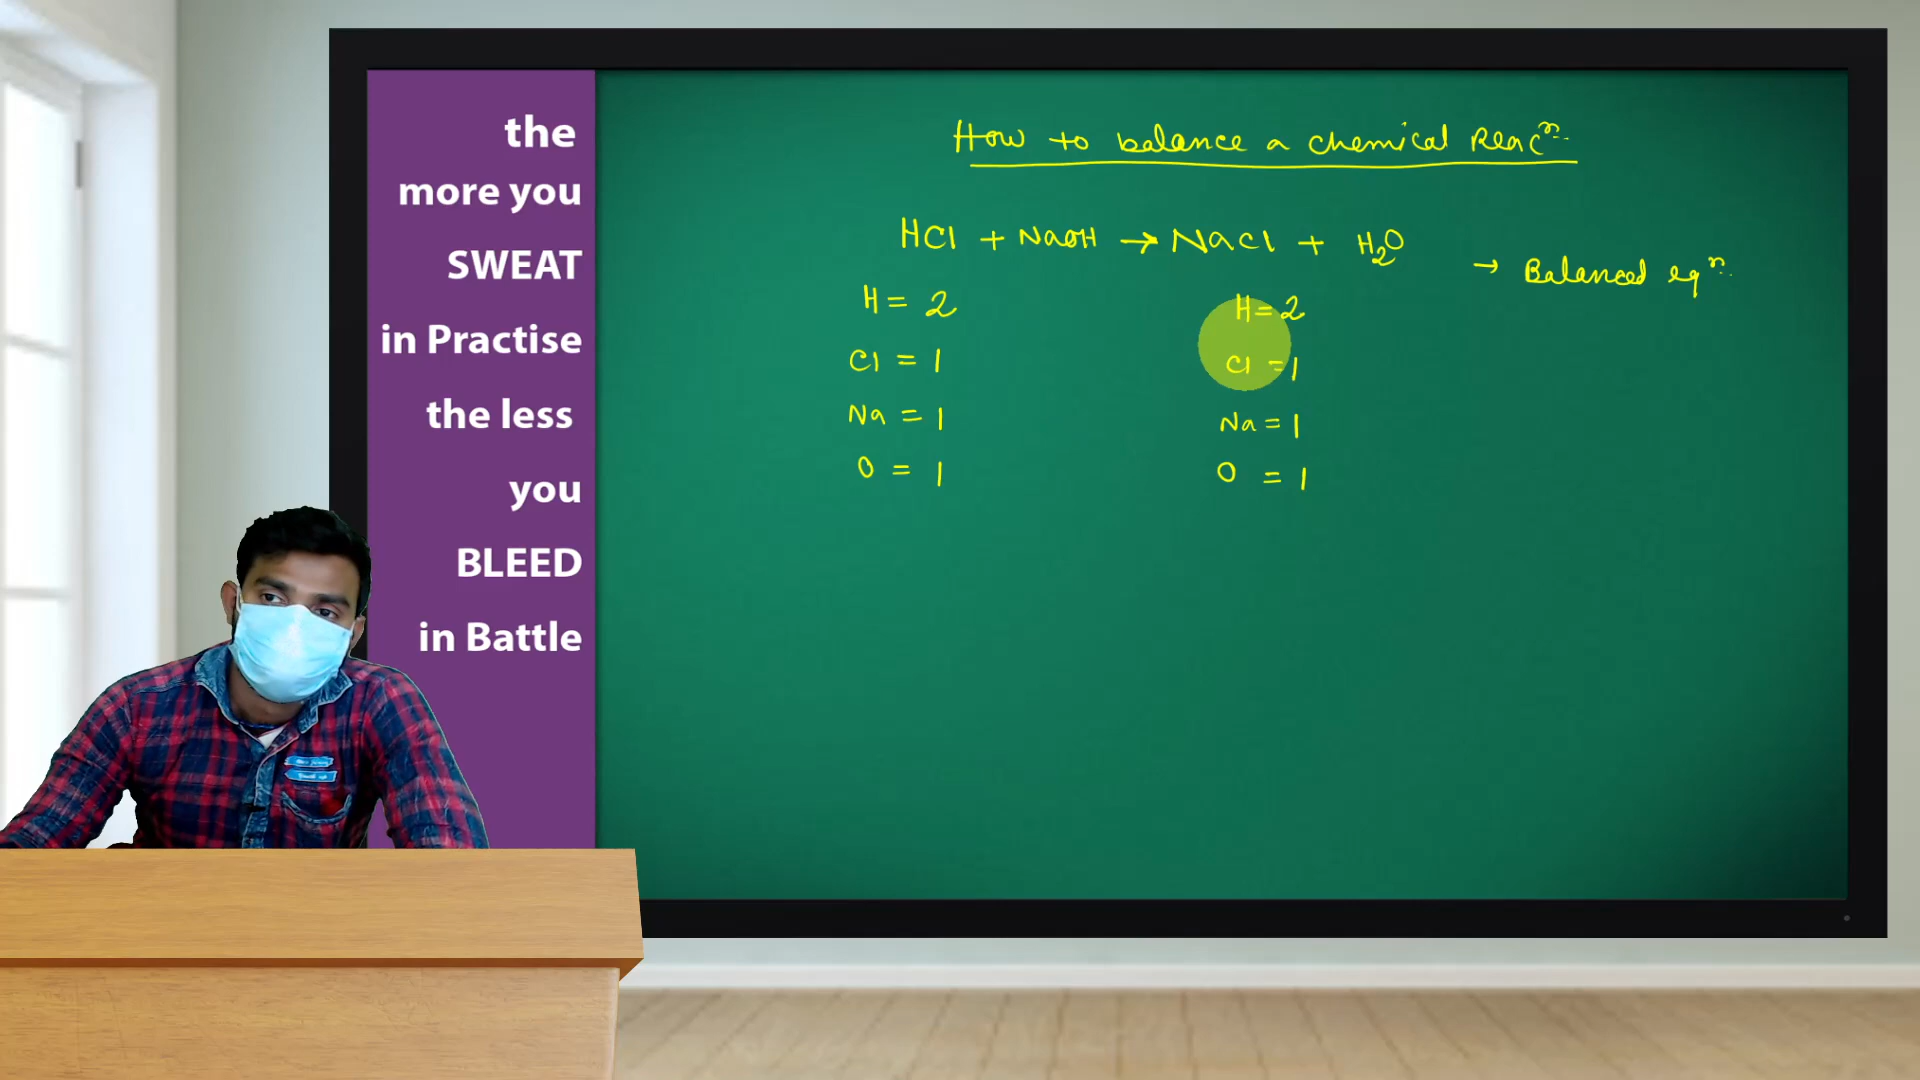 the
more you
SWEAT
in Practise
the less
you
BLEED
in Battle
How to balance a chemical Reacⁿ.
HCl + NaOH → NaCl + H₂O
→ Balanced eqⁿ.
H = 2
Cl = 1
Na = 1
O = 1
H = 2
Cl = 1
Na = 1
O = 1